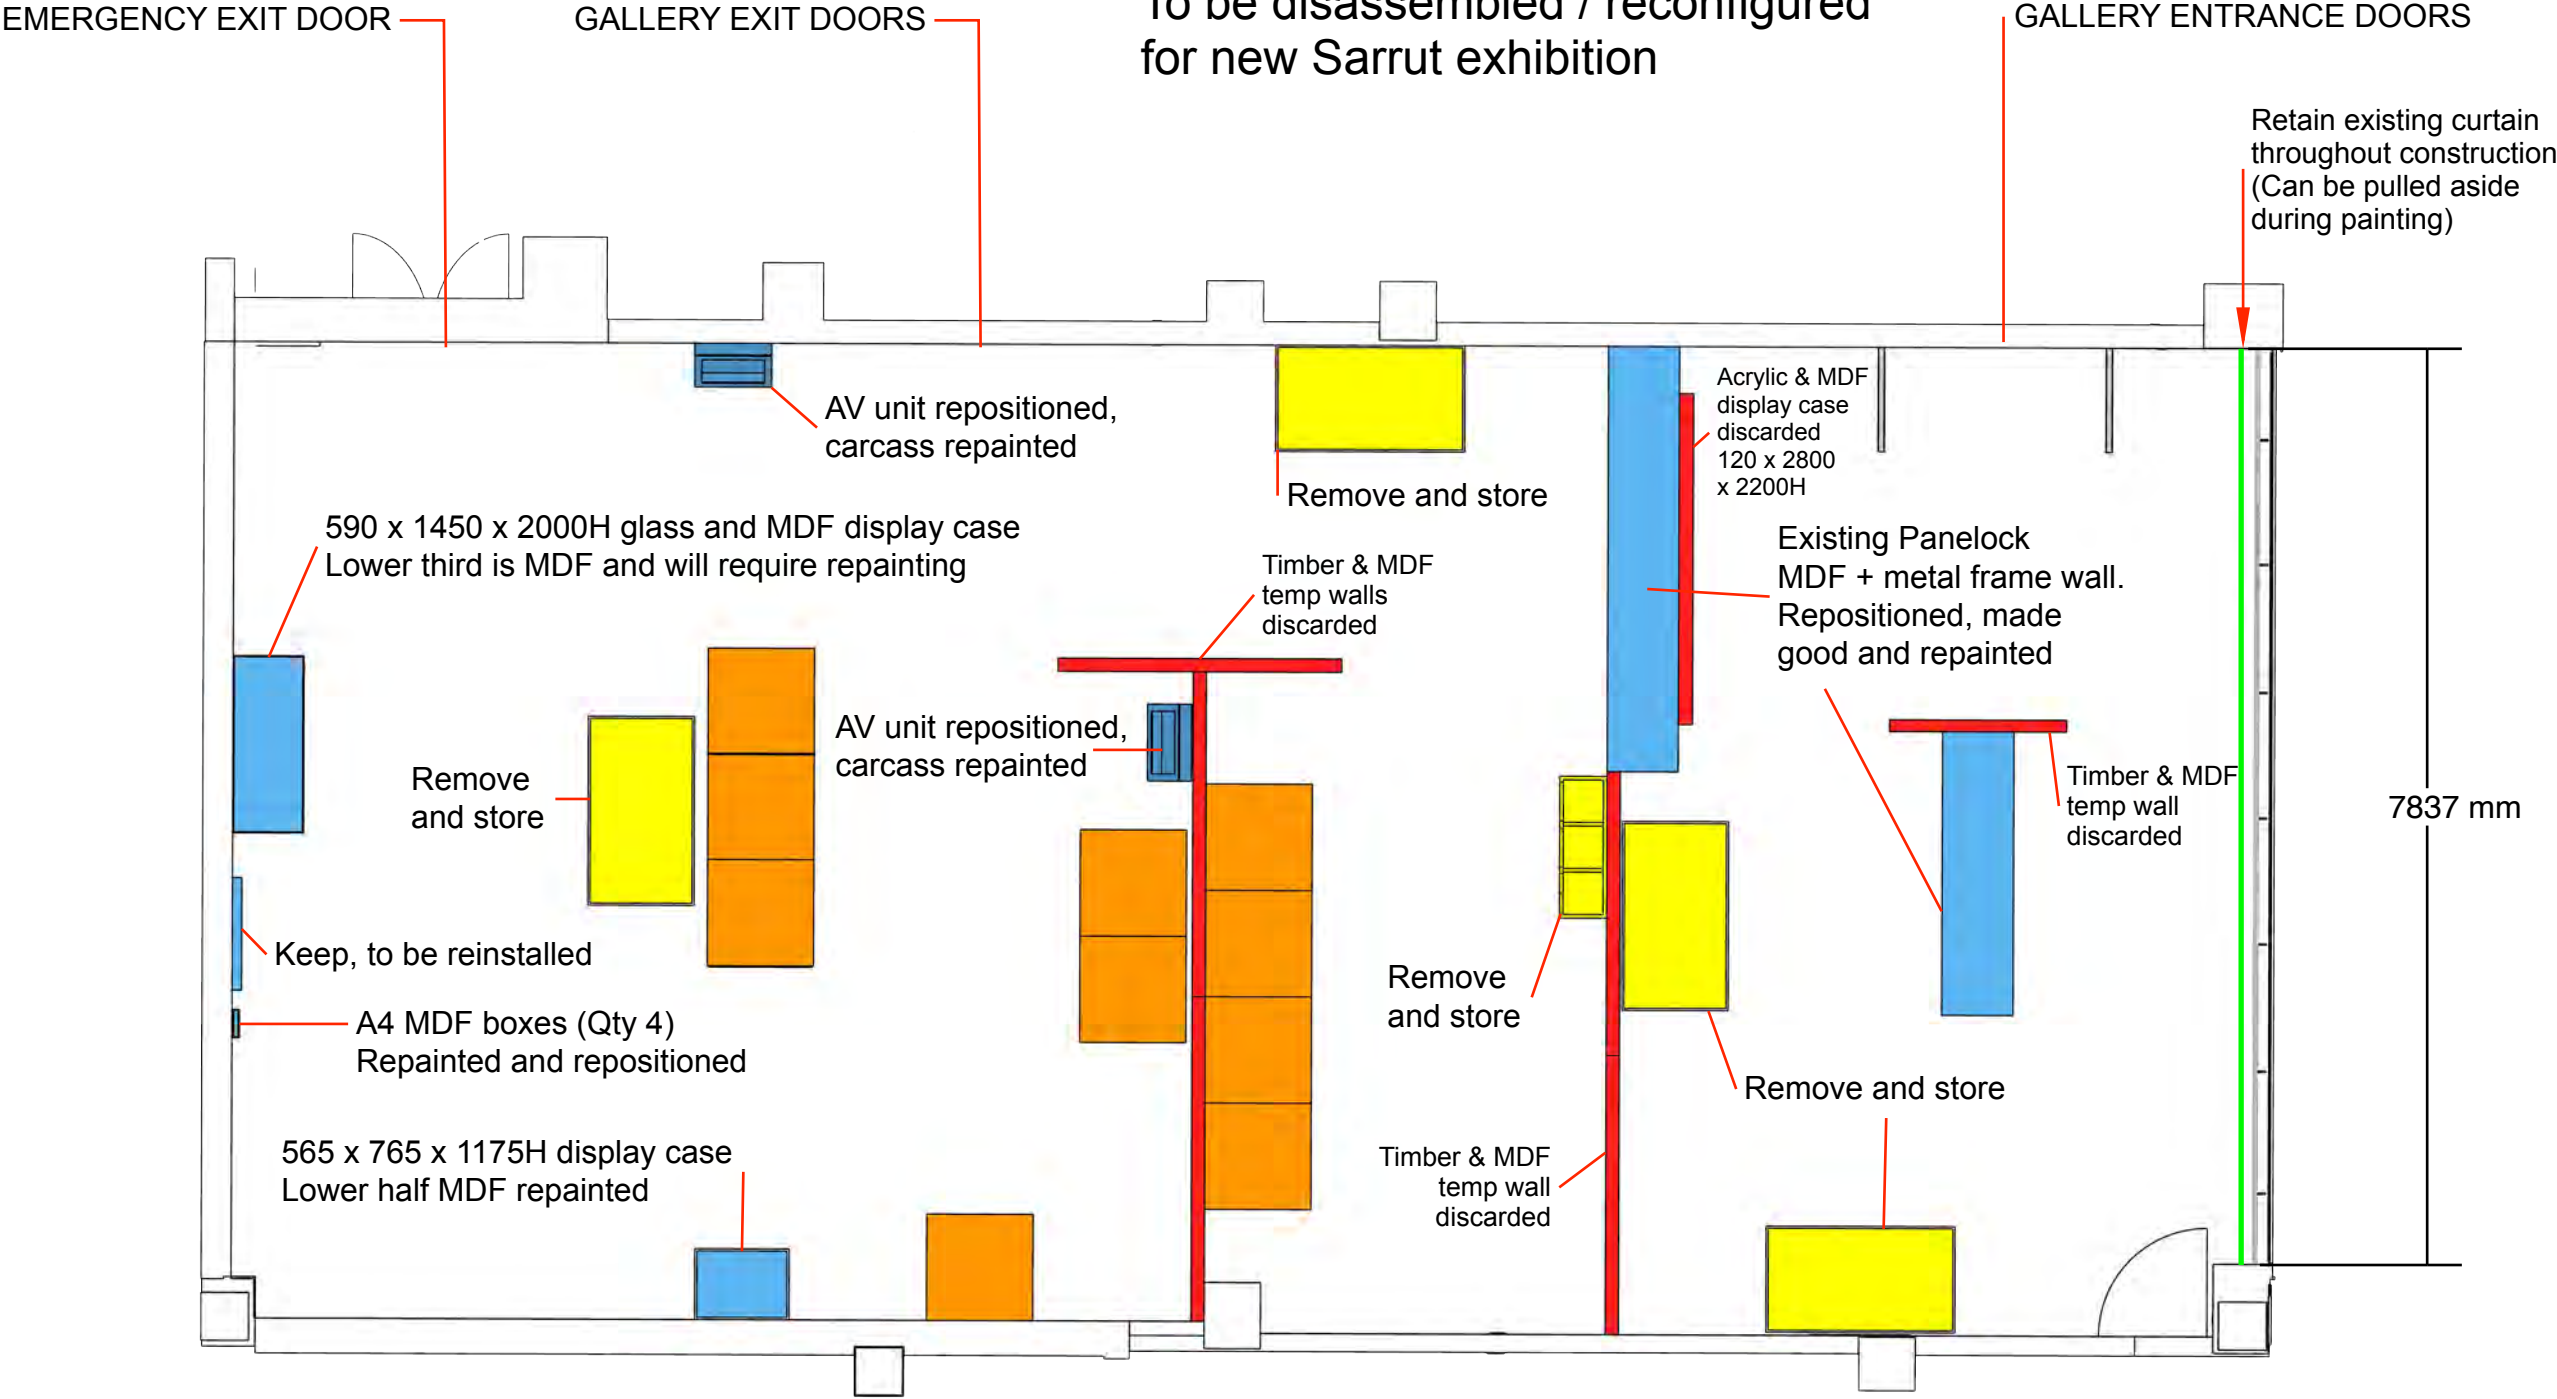 EMERGENCY EXIT DOOR
GALLERY EXIT DOORS
To be disassembled / reconfigured
for new Sarrut exhibition
GALLERY ENTRANCE DOORS
Retain existing curtain
throughout construction
(Can be pulled aside
during painting)
AV unit repositioned,
carcass repainted
Remove and store
Acrylic & MDF
display case
discarded
120 x 2800
x 2200H
590 x 1450 x 2000H glass and MDF display case
Lower third is MDF and will require repainting
Timber & MDF
temp walls
discarded
Existing Panelock
MDF + metal frame wall.
Repositioned, made
good and repainted
AV unit repositioned,
carcass repainted
Remove
and store
Timber & MDF
temp wall
discarded
7837 mm
Keep, to be reinstalled
Remove
and store
A4 MDF boxes (Qty 4)
Repainted and repositioned
Remove and store
565 x 765 x 1175H display case
Lower half MDF repainted
Timber & MDF
temp wall
discarded